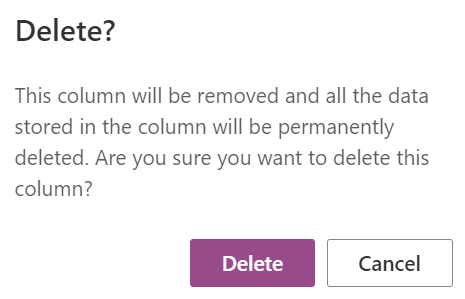 Delete?
This column will be removed and all the data
stored in the column will be permanently
deleted. Are you sure you want to delete this
column?
Delete
Cancel